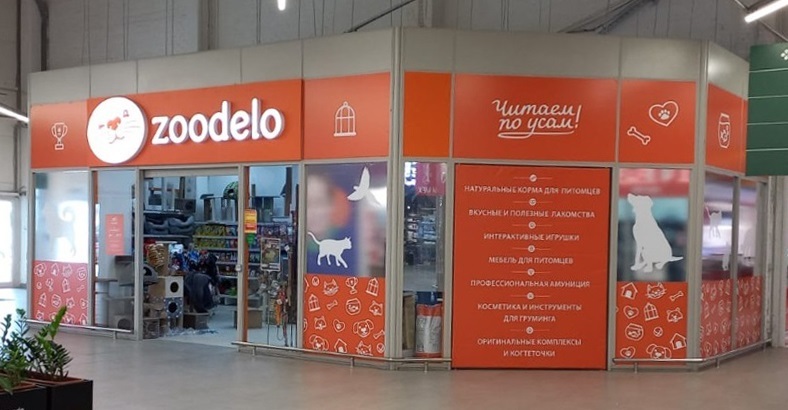 zoodelo
Читаем
по усам!
НАТУРАЛЬНЫЕ КОРМА ДЛЯ ПИТОМЦЕВ
ВКУСНЫЕ И ПОЛЕЗНЫЕ ЛАКОМСТВА
ИНТЕРАКТИВНЫЕ ИГРУШКИ
МЕБЕЛЬ ДЛЯ ПИТОМЦЕВ
ПРОФЕССИОНАЛЬНАЯ АМУНИЦИЯ
КОСМЕТИКА И ИНСТРУМЕНТЫ
ДЛЯ ГРУМИНГА
ОРИГИНАЛЬНЫЕ КОМПЛЕКСЫ
И КОГТЕТОЧКИ